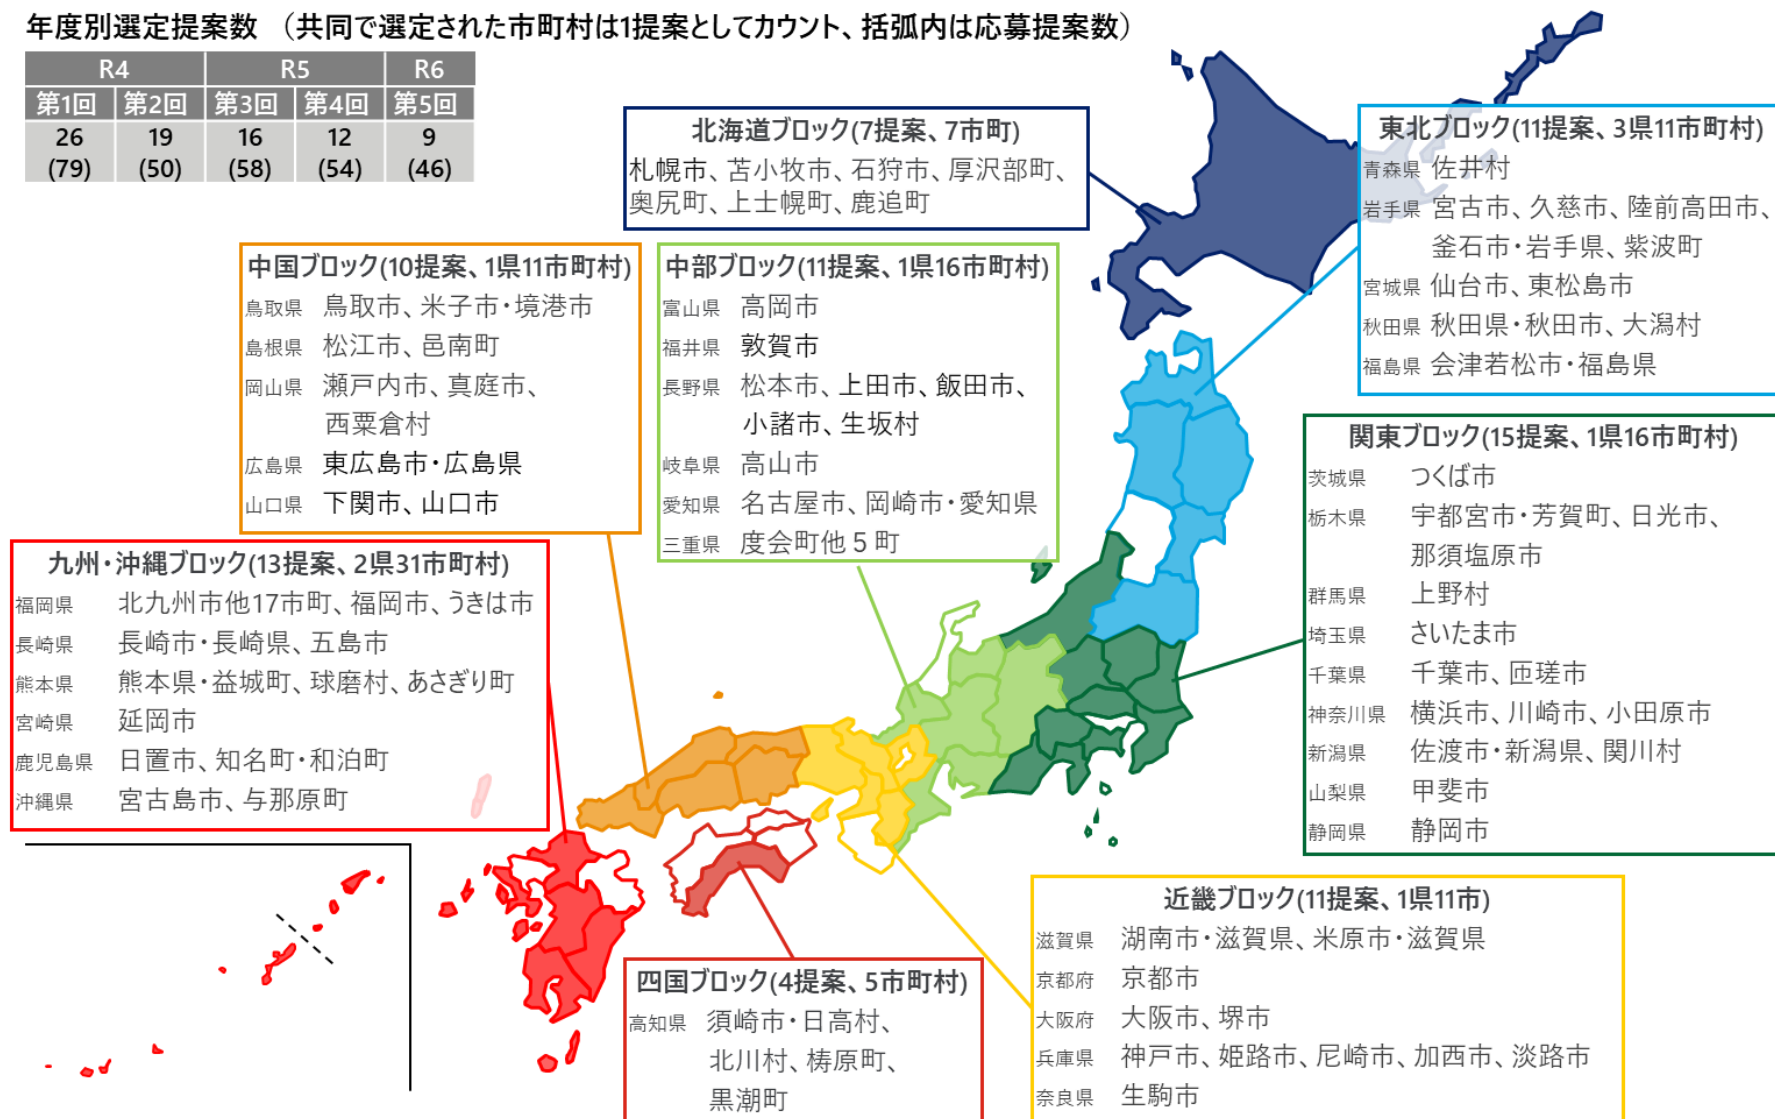 年度別選定提案数 （共同で選定された市町村は1提案としてカウント、括弧内は応募提案数）
R4 R5 R6
第1回 第2回 第3回 第4回 第5回
26 19 16 12 9
(79) (50) (58) (54) (46)
北海道ブロック(7提案、7市町)
札幌市、苫小牧市、石狩市、厚沢部町、
奥尻町、上士幌町、鹿追町
東北ブロック(11提案、3県11市町村)
青森県 佐井村
岩手県 宮古市、久慈市、陸前高田市、
釜石市・岩手県、紫波町
宮城県 仙台市、東松島市
秋田県 秋田県・秋田市、大潟村
福島県 会津若松市・福島県
中国ブロック(10提案、1県11市町村)
鳥取県 鳥取市、米子市・境港市
島根県 松江市、邑南町
岡山県 瀬戸内市、真庭市、
西粟倉村
広島県 東広島市・広島県
山口県 下関市、山口市
中部ブロック(11提案、1県16市町村)
富山県 高岡市
福井県 敦賀市
長野県 松本市、上田市、飯田市、
小諸市、生坂村
岐阜県 高山市
愛知県 名古屋市、岡崎市・愛知県
三重県 度会町他５町
関東ブロック(15提案、1県16市町村)
茨城県 つくば市
栃木県 宇都宮市・芳賀町、日光市、
那須塩原市
群馬県 上野村
埼玉県 さいたま市
千葉県 千葉市、匝瑳市
神奈川県 横浜市、川崎市、小田原市
新潟県 佐渡市・新潟県、関川村
山梨県 甲斐市
静岡県 静岡市
九州・沖縄ブロック(13提案、2県31市町村)
福岡県 北九州市他17市町、福岡市、うきは市
長崎県 長崎市・長崎県、五島市
熊本県 熊本県・益城町、球磨村、あさぎり町
宮崎県 延岡市
鹿児島県 日置市、知名町・和泊町
沖縄県 宮古島市、与那原町
四国ブロック(4提案、5市町村)
高知県 須崎市・日高村、
北川村、梼原町、
黒潮町
近畿ブロック(11提案、1県11市)
滋賀県 湖南市・滋賀県、米原市・滋賀県
京都府 京都市
大阪府 大阪市、堺市
兵庫県 神戸市、姫路市、尼崎市、加西市、淡路市
奈良県 生駒市